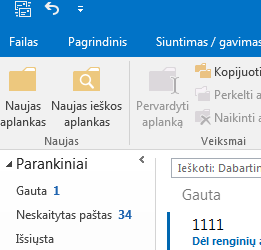 Failas Pagrindinis Siuntimas / gavimas
Naujas aplankas
Naujas ieškos aplankas
Pervardyti aplanką
Kopijuoti
Perkelti a
Naikinti a
Naujas Veiksmai
Parankiniai
Gauta 1
Neskaitytas paštas 34
Išsiųsta
Ieškoti: Dabartin
Gauta
1111
Dėl renginių a